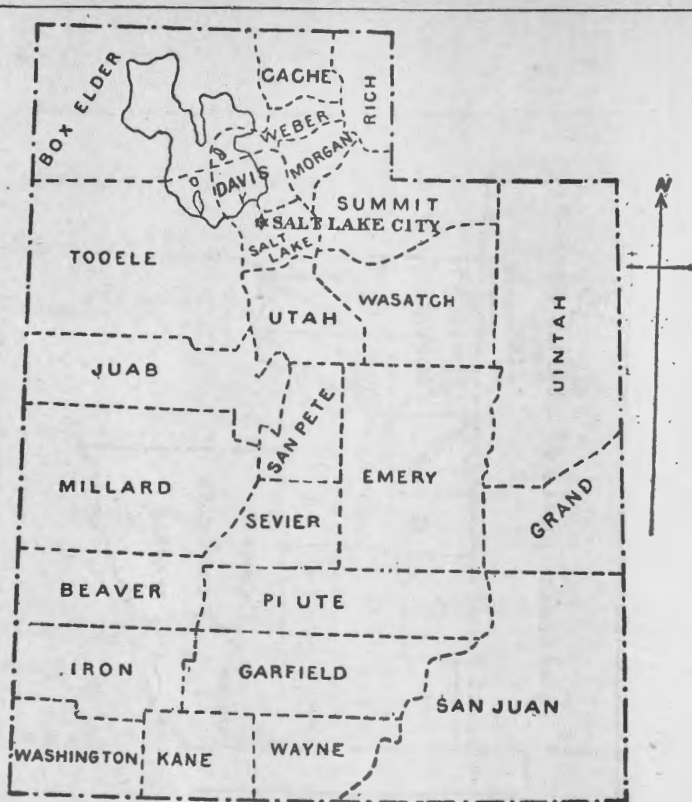 CACHE
RICH
BOX ELDER
WEBER
MORGAN
DAVIS
SUMMIT
N
SALT LAKE CITY
SALT
LAKE
TOOELE
WASATCH
UTAH
UINTAH
JUAB
SAN PETE
EMERY
MILLARD
GRAND
SEVIER
BEAVER
PI UTE
IRON
GARFIELD
SAN JUAN
WASHINGTON
KANE
WAYNE